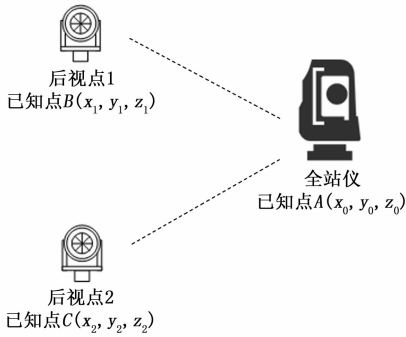 后视点1
已知点B(x₁,y₁,z₁)
全站仪
已知点A(x₀,y₀,z₀)
后视点2
已知点C(x₂,y₂,z₂)